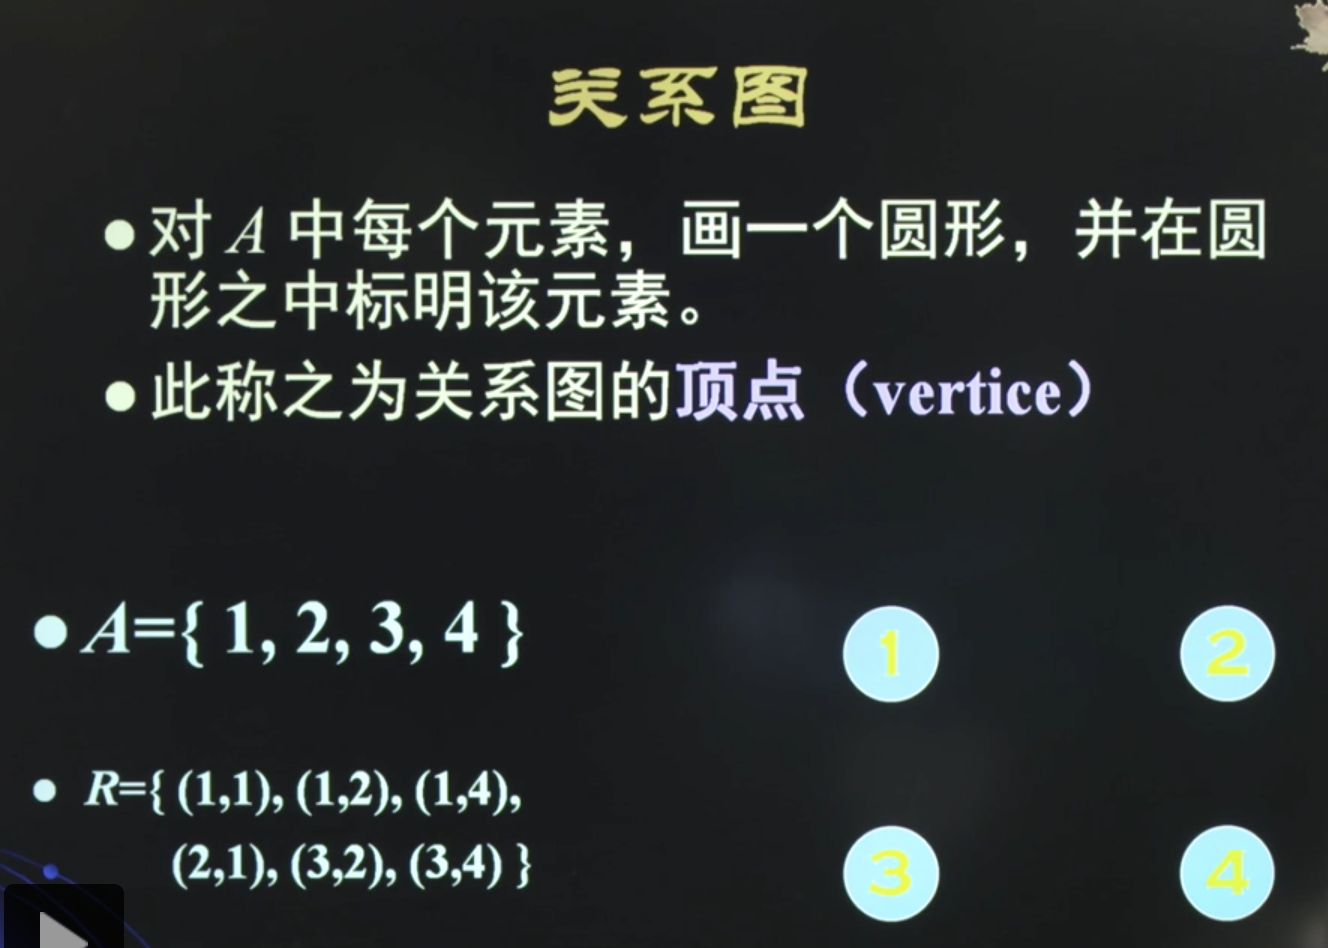 关系图
●对 A 中每个元素，画一个圆形，并在圆
形之中标明该元素。
●此称之为关系图的顶点（vertice）
●A={ 1, 2, 3, 4 }
1
2
● R={ (1,1), (1,2), (1,4),
(2,1), (3,2), (3,4) }
3
4